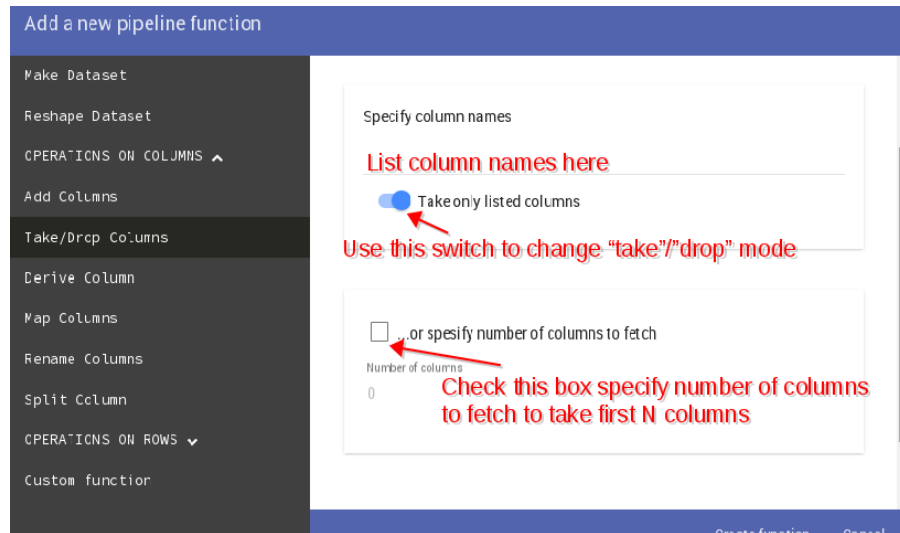 Add a new pipeline function
Make Dataset
Reshape Dataset
OPERATIONS ON COLUMNS
Add Columns
Take/Drop Columns
Derive Column
Map Columns
Rename Columns
Split Column
OPERATIONS ON ROWS
Custom function
Specify column names
List column names here
Take only listed columns
Use this switch to change “take”/”drop” mode
...or spesify number of columns to fetch
Number of columns
0
Check this box specify number of columns
to fetch to take first N columns
Create function Cancel